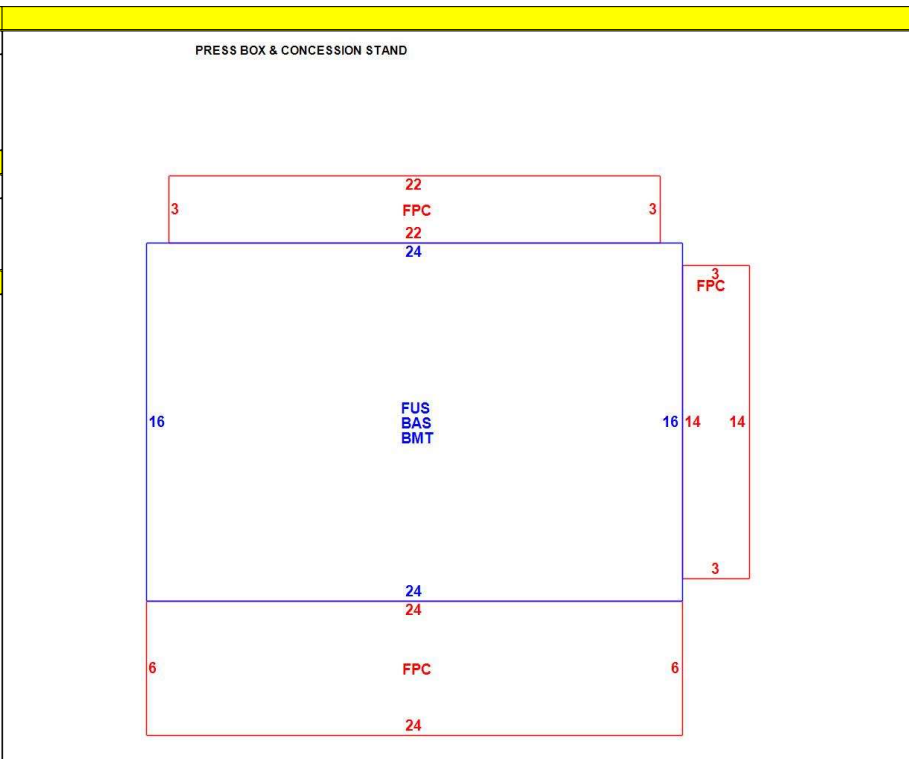 PRESS BOX & CONCESSION STAND
22
3 FPC 3
22
24
3
FPC
FUS
16 BAS 16 14 14
BMT
3
24
24
6 FPC 6
24